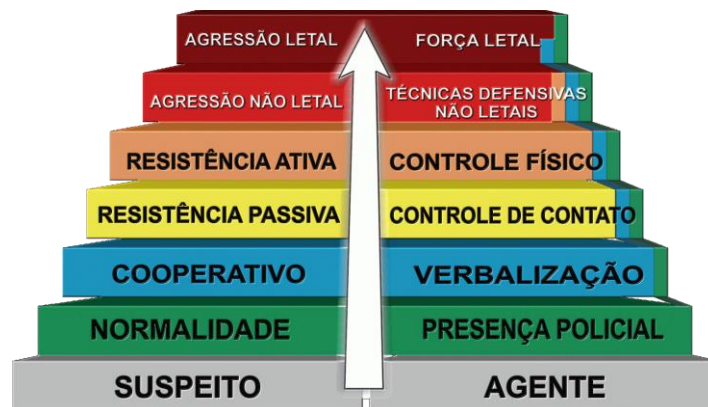 AGRESSÃO LETAL
FORÇA LETAL
AGRESSÃO NÃO LETAL
TÉCNICAS DEFENSIVAS
NÃO LETAIS
RESISTÊNCIA ATIVA
CONTROLE FÍSICO
RESISTÊNCIA PASSIVA
CONTROLE DE CONTATO
COOPERATIVO
VERBALIZAÇÃO
NORMALIDADE
PRESENÇA POLICIAL
SUSPEITO
AGENTE